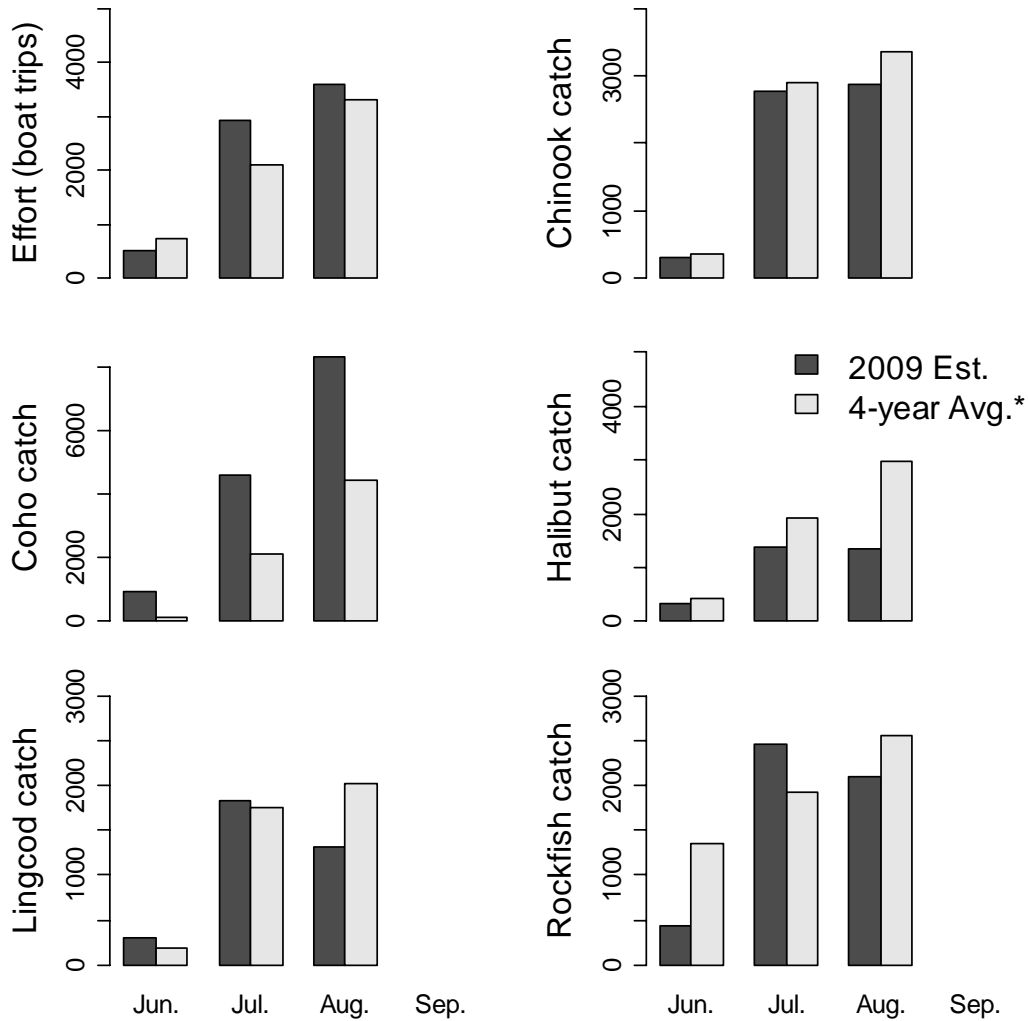 Effort (boat trips)
0 2000 4000
Chinook catch
0 1000 3000
Coho catch
0 2000 6000
Halibut catch
0 2000 4000
2009 Est.
4-year Avg.*
Lingcod catch
0 1000 2000 3000
Jun. Jul. Aug. Sep.
Rockfish catch
0 1000 2000 3000
Jun. Jul. Aug. Sep.